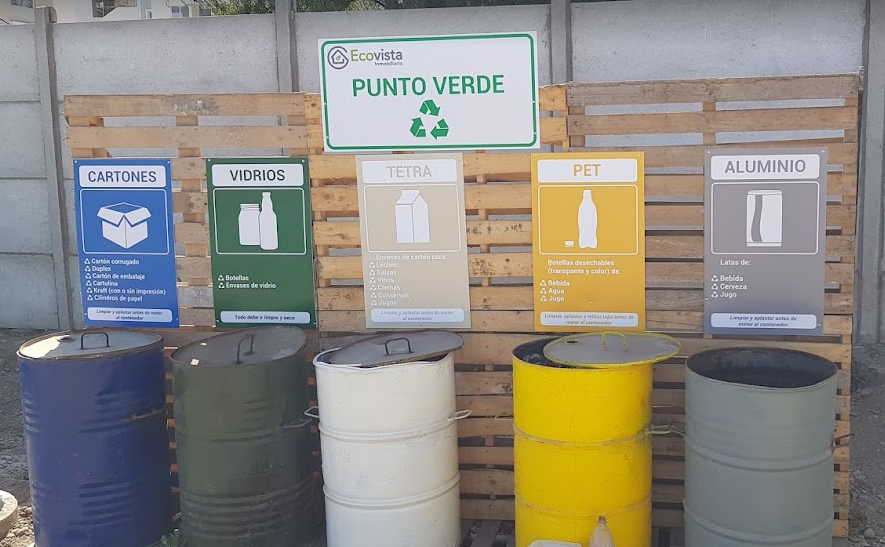 Ecovista
Inmobiliaria
PUNTO VERDE
CARTONES
Cartón corrugado
Duplex
Cartón de embalaje
Cartulina
Kraft (con o sin impresión)
Cilindros de papel
Limpiar y aplastar antes de meter
al contenedor
VIDRIOS
Botellas
Envases de vidrio
Todo debe ir limpio y seco
TETRA
Envases de cartón para:
Leches
Salsas
Vinos
Cremas
Conservas
Jugos
Limpiar y aplastar antes de
meter al contenedor
PET
Botellas desechables
(transpante y color) de:
Bebida
Agua
Jugo
Limpiar, aplastar y retirar tapa antes de
meter al contenedor
ALUMINIO
Latas de:
Bebida
Cerveza
Jugo
Limpiar y aplastar antes de
meter al contenedor